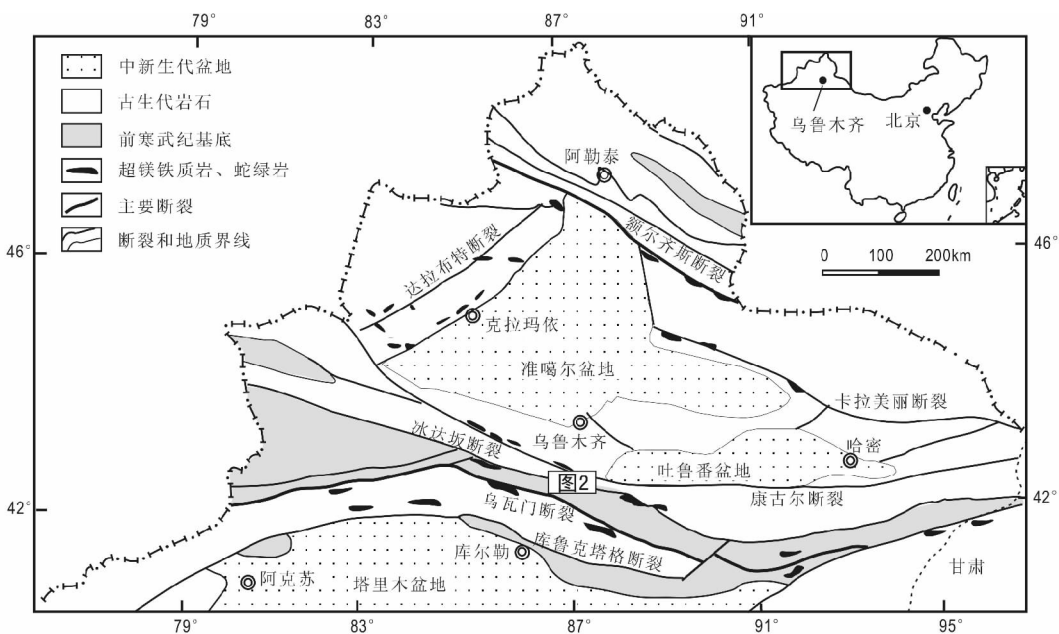 79°
83°
87°
91°
中新生代盆地
古生代岩石
前寒武纪基底
超镁铁质岩、蛇绿岩
主要断裂
断裂和地质界线
乌鲁木齐
北京
阿勒泰
额尔齐斯断裂
46°
46°
0 100 200km
达拉布特断裂
克拉玛依
准噶尔盆地
卡拉美丽断裂
冰达坂断裂
乌鲁木齐
哈密
吐鲁番盆地
图2
康古尔断裂
42°
42°
乌瓦门断裂
库鲁克塔格断裂
库尔勒
阿克苏
塔里木盆地
甘肃
79°
83°
87°
91°
95°